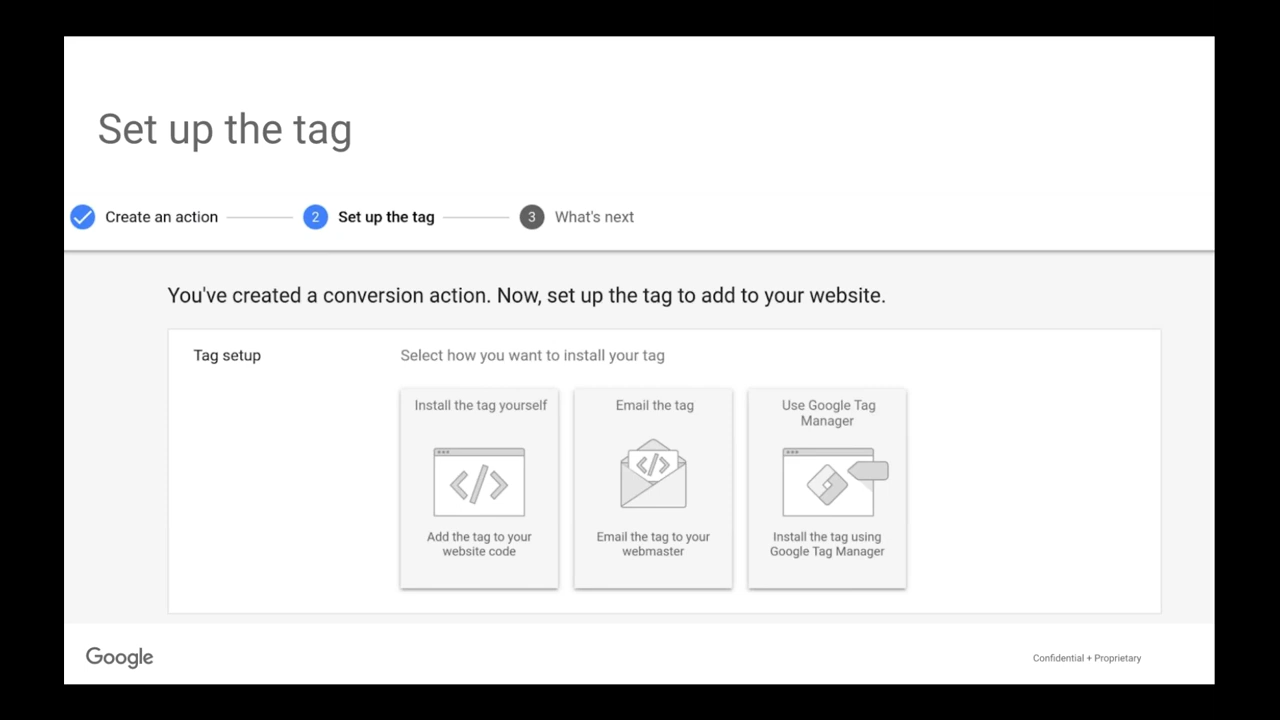 Set up the tag
Create an action
2 Set up the tag
3 What's next
You've created a conversion action. Now, set up the tag to add to your website.
Tag setup
Select how you want to install your tag
Install the tag yourself
</>
Add the tag to your
website code
Email the tag
</>
Email the tag to your
webmaster
Use Google Tag
Manager
Install the tag using
Google Tag Manager
Google
Confidential + Proprietary